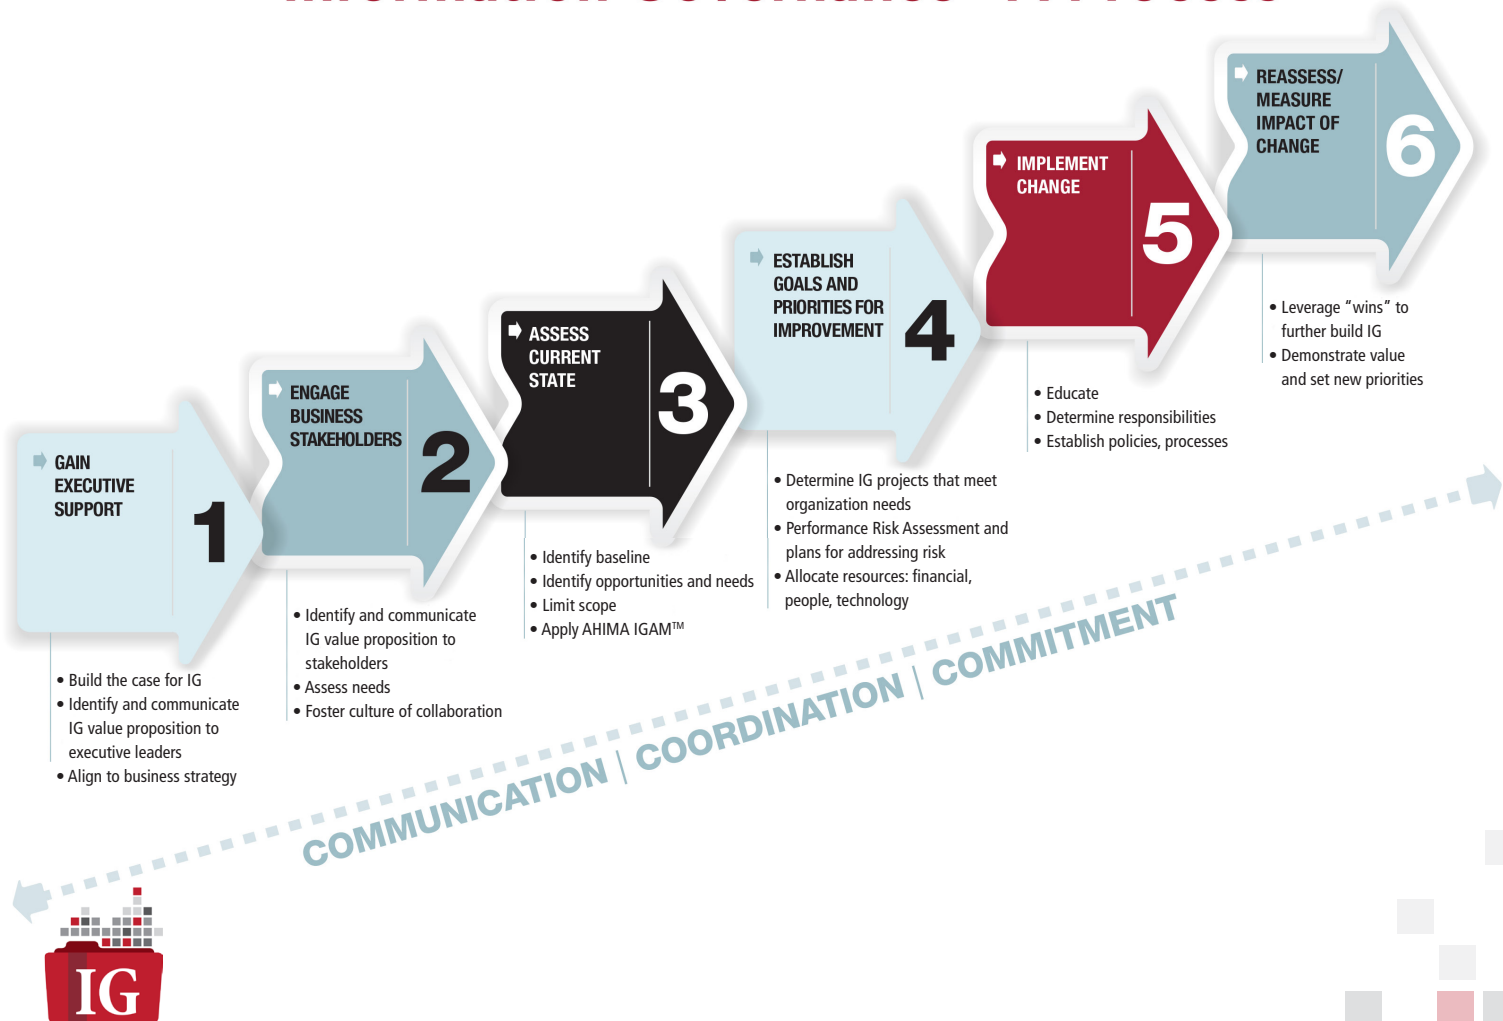 Information Governance - A Process
GAIN
EXECUTIVE
SUPPORT
1
• Build the case for IG
• Identify and communicate
IG value proposition to
executive leaders
• Align to business strategy
ENGAGE
BUSINESS
STAKEHOLDERS
2
• Identify and communicate
IG value proposition to
stakeholders
• Assess needs
• Foster culture of collaboration
ASSESS
CURRENT
STATE
3
• Identify baseline
• Identify opportunities and needs
• Limit scope
• Apply AHIMA IGAM™
ESTABLISH
GOALS AND
PRIORITIES FOR
IMPROVEMENT
4
• Determine IG projects that meet
organization needs
• Performance Risk Assessment and
plans for addressing risk
• Allocate resources: financial,
people, technology
IMPLEMENT
CHANGE
5
• Educate
• Determine responsibilities
• Establish policies, processes
REASSESS/
MEASURE
IMPACT OF
CHANGE
6
• Leverage “wins” to
further build IG
• Demonstrate value
and set new priorities
COMMUNICATION | COORDINATION | COMMITMENT
IG